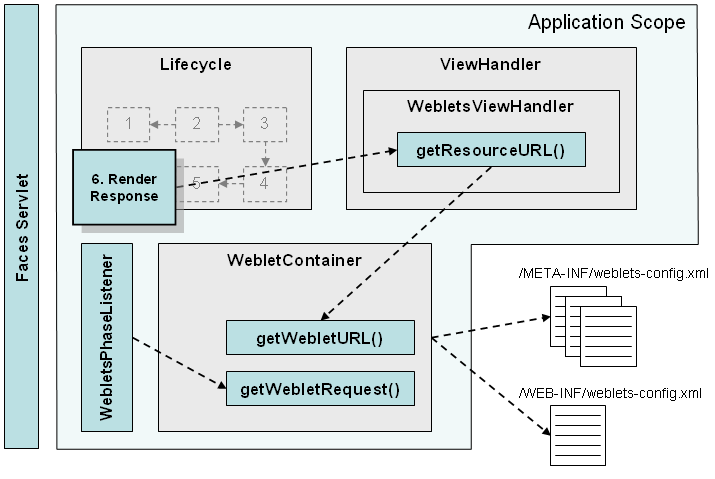 Application Scope
Faces Servlet
Lifecycle
1
2
3
6. Render
Response
5
4
ViewHandler
WebletsViewHandler
getResourceURL()
WebletsPhaseListener
WebletContainer
getWebletURL()
getWebletRequest()
/META-INF/weblets-config.xml
/WEB-INF/weblets-config.xml